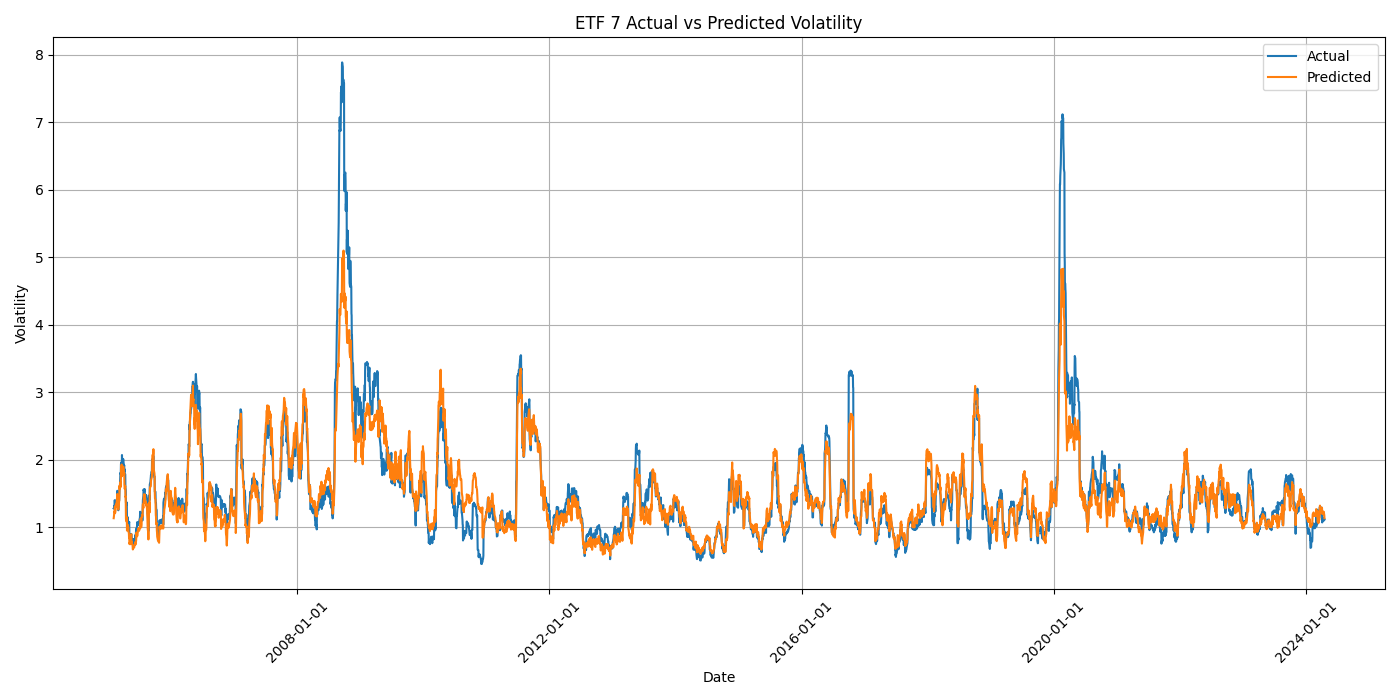 ETF 7 Actual vs Predicted Volatility
Actual
Predicted
Volatility
8
7
6
5
4
3
2
1
2008-01-01
2012-01-01
2016-01-01
2020-01-01
2024-01-01
Date